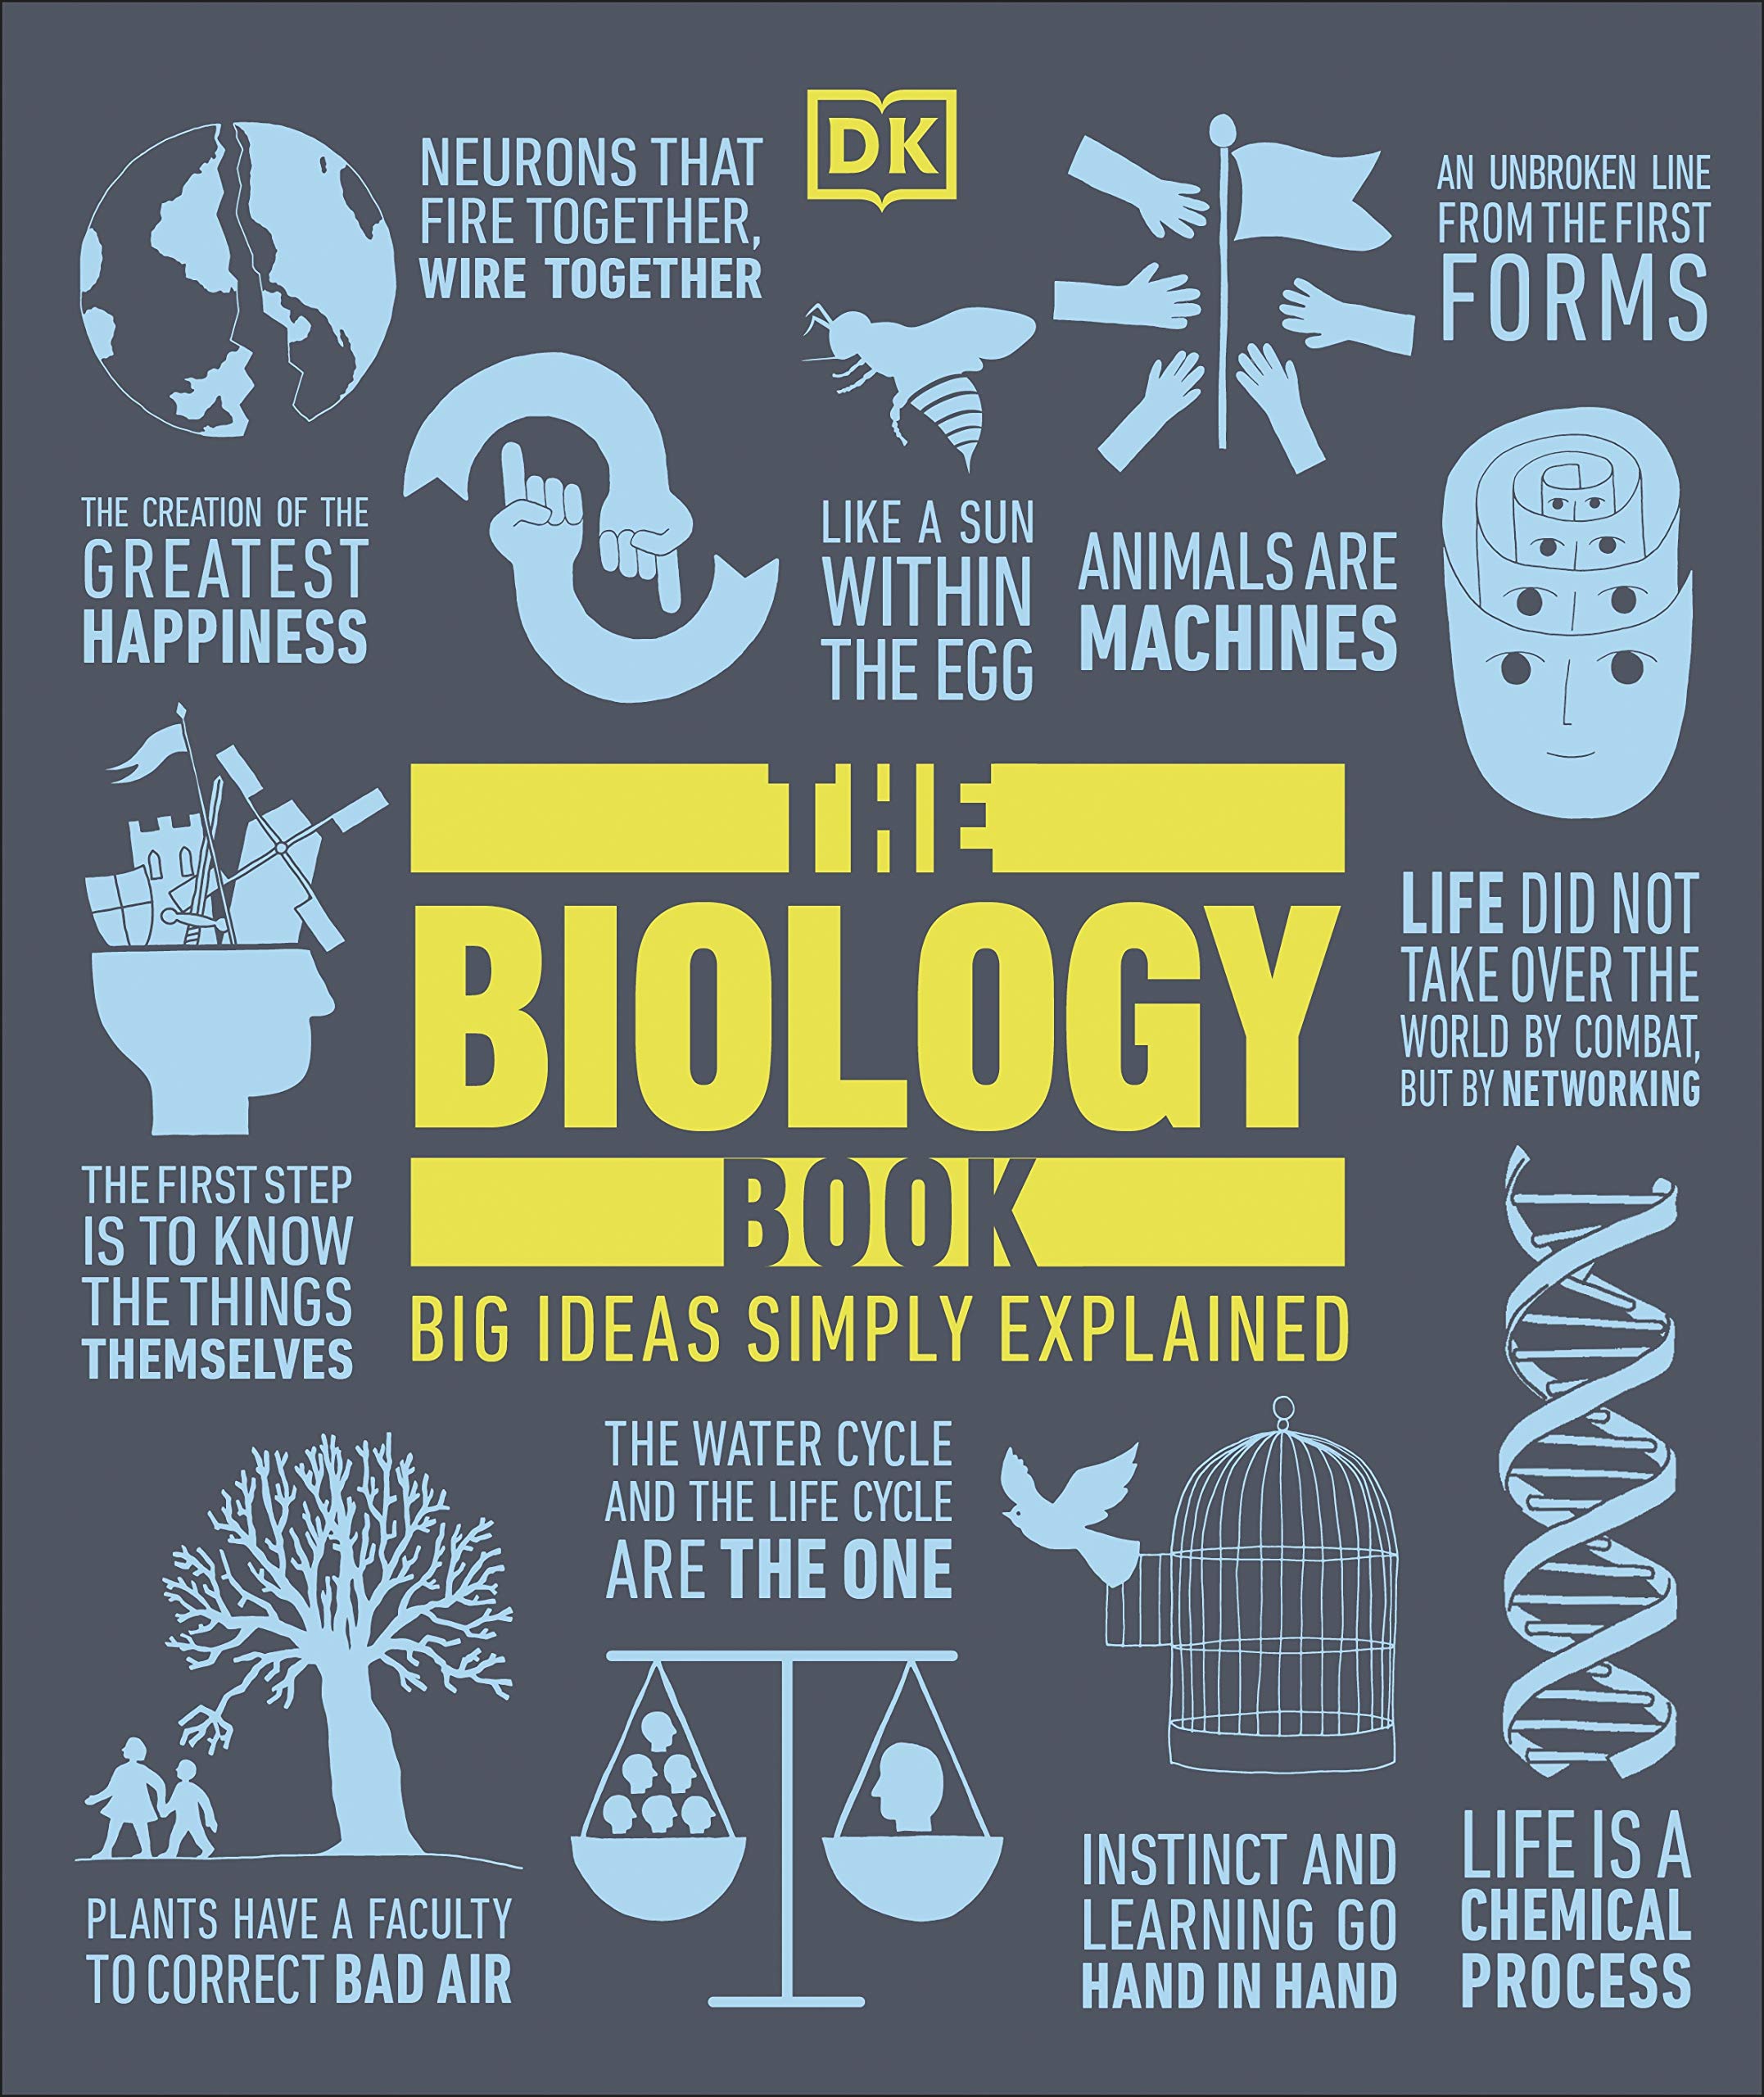 DK
NEURONS THAT
FIRE TOGETHER,
WIRE TOGETHER
AN UNBROKEN LINE
FROM THE FIRST
FORMS
THE CREATION OF THE
GREATEST
HAPPINESS
LIKE A SUN
WITHIN
THE EGG
ANIMALS ARE
MACHINES
THE
BIOLOGY
BOOK
BIG IDEAS SIMPLY EXPLAINED
LIFE DID NOT
TAKE OVER THE
WORLD BY COMBAT,
BUT BY NETWORKING
THE FIRST STEP
IS TO KNOW
THE THINGS
THEMSELVES
THE WATER CYCLE
AND THE LIFE CYCLE
ARE THE ONE
PLANTS HAVE A FACULTY
TO CORRECT BAD AIR
INSTINCT AND
LEARNING GO
HAND IN HAND
LIFE IS A
CHEMICAL
PROCESS